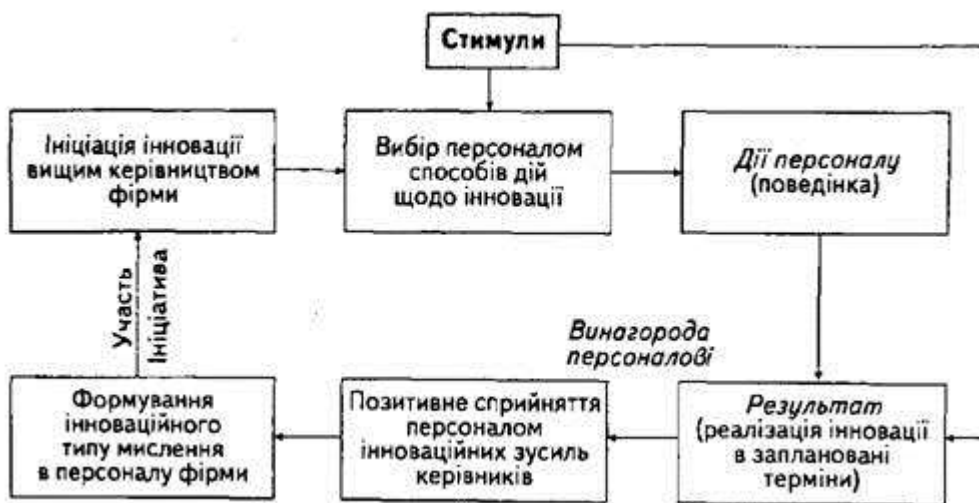 Стимули
Ініціація інновації
вищим керівництвом
фірми
Вибір персоналом
способів дій
щодо інновації
Дії персоналу
(поведінка)
Участь
Ініціатива
Винагорода
персоналові
Формування
інноваційного
типу мислення
в персоналу фірми
Позитивне сприйняття
персоналом
інноваційних зусиль
керівників
Результат
(реалізація інновації
в заплановані
терміни)